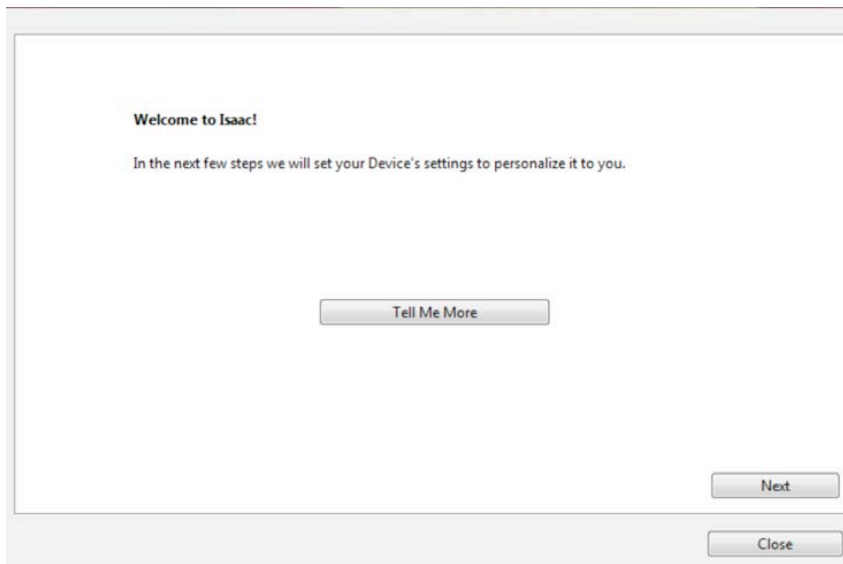 Welcome to Isaac!
In the next few steps we will set your Device's settings to personalize it to you.
Tell Me More
Next
Close